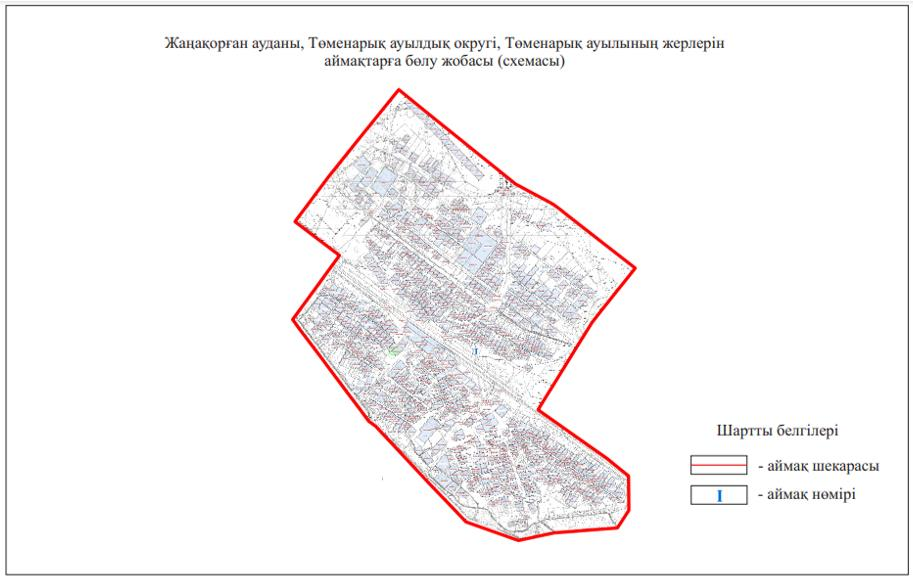 Жаңақорған ауданы, Төменарық ауылдық округі, Төменарық ауылының жерлерін
аймақтарға бөлу жобасы (схемасы)
I
Шартты белгілері
- аймақ шекарасы
I - аймақ нөмірі